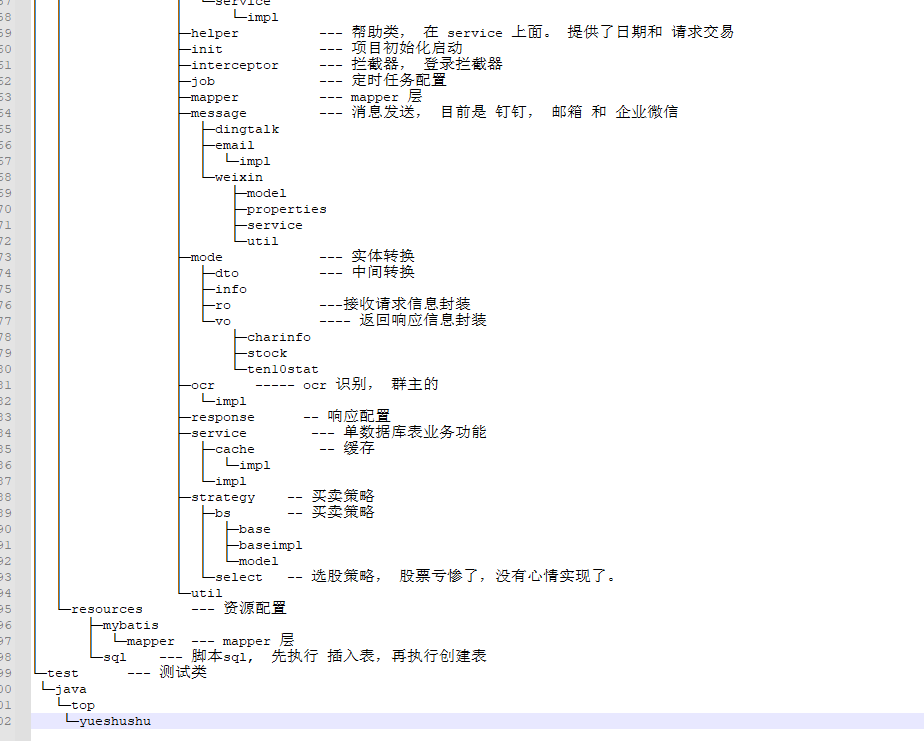 57 └─service
58 └─impl
59 ├─helper --- 帮助类， 在 service 上面。 提供了日期和 请求交易
60 ├─init --- 项目初始化启动
61 ├─interceptor --- 拦截器， 登录拦截器
62 ├─job --- 定时任务配置
63 ├─mapper --- mapper 层
64 ├─message --- 消息发送， 目前是 钉钉， 邮箱 和 企业微信
65 ├─dingtalk
66 ├─email
67 └─impl
68 └─weixin
69 ├─model
70 ├─properties
71 ├─service
72 └─util
73 ├─mode --- 实体转换
74 ├─dto --- 中间转换
75 ├─info
76 ├─ro ---接收请求信息封装
77 └─vo ---- 返回响应信息封装
78 ├─charinfo
79 ├─stock
80 └─ten10stat
81 ├─ocr ----- ocr 识别， 群主的
82 └─impl
83 ├─response -- 响应配置
84 ├─service --- 单数据库表业务功能
85 ├─cache -- 缓存
86 └─impl
87 └─impl
88 ├─strategy -- 买卖策略
89 ├─bs -- 买卖策略
90 ├─base
91 ├─baseimpl
92 └─model
93 └─select -- 选股策略， 股票亏惨了，没有心情实现了。
94 └─util
95 └─resources --- 资源配置
96 ├─mybatis
97 └─mapper --- mapper 层
98 └─sql --- 脚本sql， 先执行 插入表，再执行创建表
99 └─test --- 测试类
00 └─java
01 └─top
02 └─yueshushu